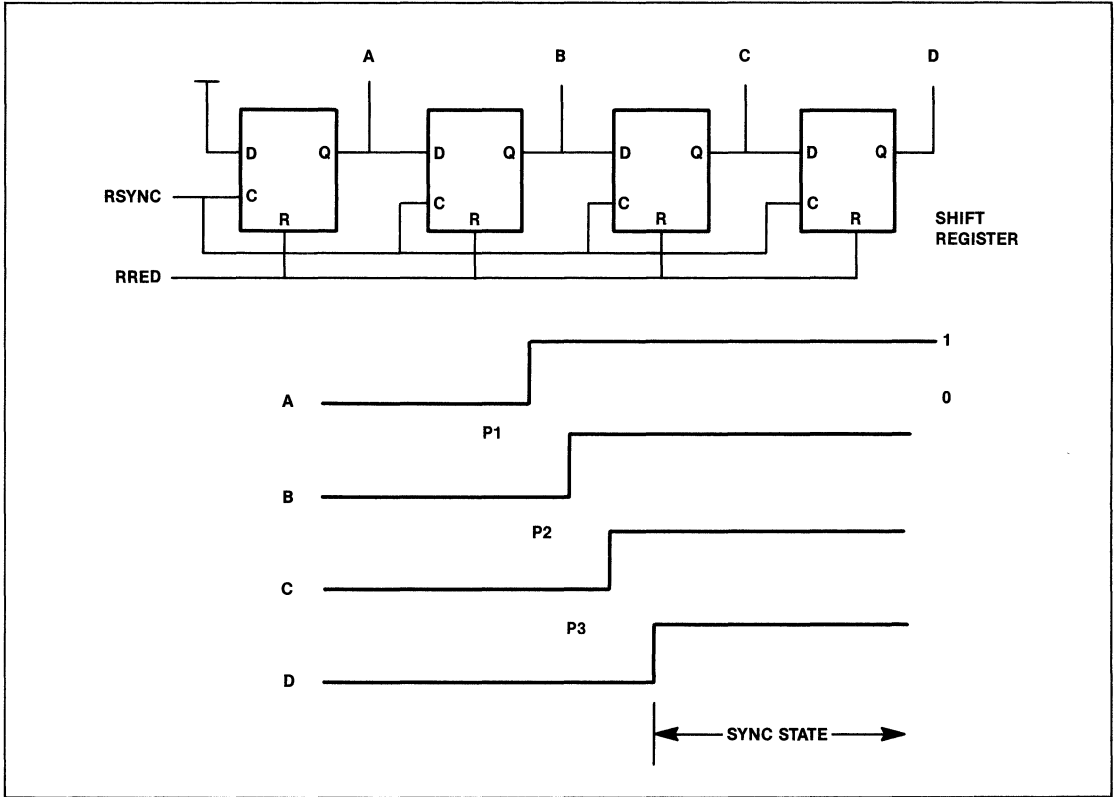 A B C D
D Q D Q D Q D Q
RSYNC C C C C
R R R R
SHIFT
REGISTER
RRED
1
A 0
P1
B
P2
C
P3
D
SYNC STATE